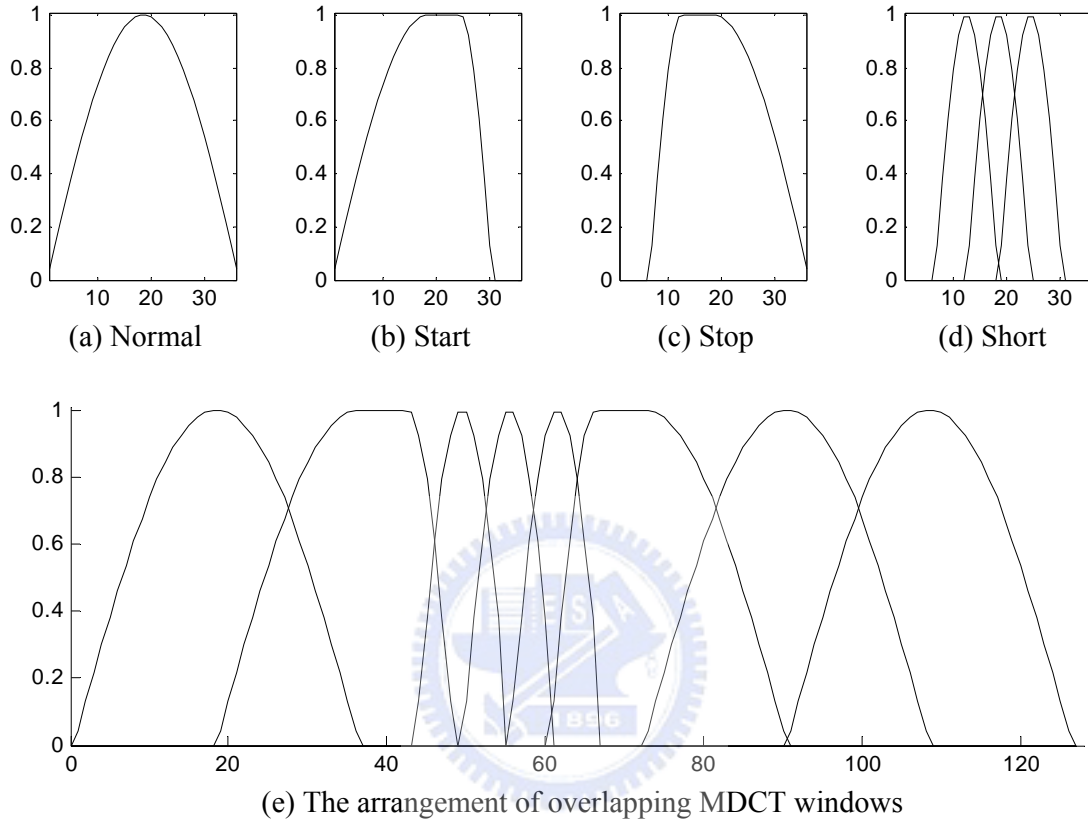 1 1 1 1
0.8 0.8 0.8 0.8
0.6 0.6 0.6 0.6
0.4 0.4 0.4 0.4
0.2 0.2 0.2 0.2
0 0 0 0
10 20 30 10 20 30 10 20 30 10 20 30
(a) Normal (b) Start (c) Stop (d) Short
1
0.8
0.6
0.4
0.2
0
0 20 40 60 80 100 120
ESA
1896
(e) The arrangement of overlapping MDCT windows